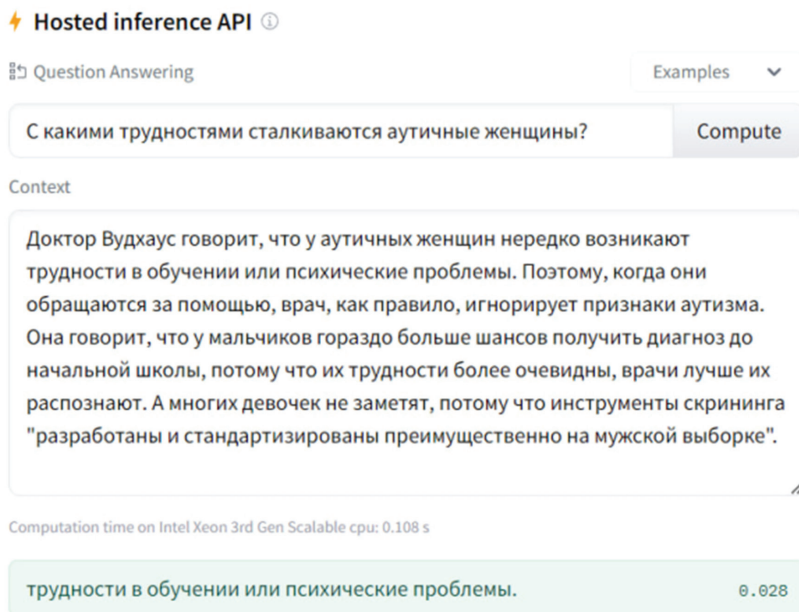 Hosted inference API
Question Answering
Examples
С какими трудностями сталкиваются аутичные женщины?
Compute
Context
Доктор Вудхаус говорит, что у аутичных женщин нередко возникают
трудности в обучении или психические проблемы. Поэтому, когда они
обращаются за помощью, врач, как правило, игнорирует признаки аутизма.
Она говорит, что у мальчиков гораздо больше шансов получить диагноз до
начальной школы, потому что их трудности более очевидны, врачи лучше их
распознают. А многих девочек не заметят, потому что инструменты скрининга
"разработаны и стандартизированы преимущественно на мужской выборке".
Computation time on Intel Xeon 3rd Gen Scalable cpu: 0.108 s
трудности в обучении или психические проблемы.
0.028